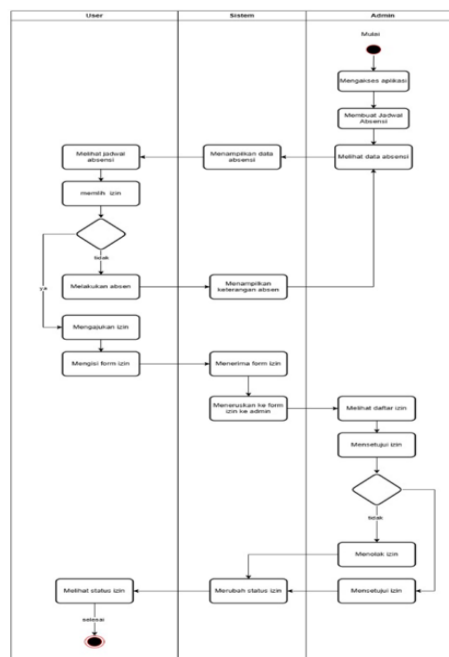 User
Sistem
Admin
Mulai
Mengakses aplikasi
Membuat Jadwal
Absensi
Melihat jadwal
absensi
Menampilkan data
absensi
Melihat data absensi
memilih izin
tidak
ya
Melakukan absen
Menampilkan
keterangan absen
Mengajukan izin
Mengisi form izin
Menerima form izin
Meneruskan ke form
izin ke admin
Melihat daftar izin
Mensetujui izin
tidak
Menolak izin
Melihat status izin
Merubah status izin
Mensetujui izin
selesai